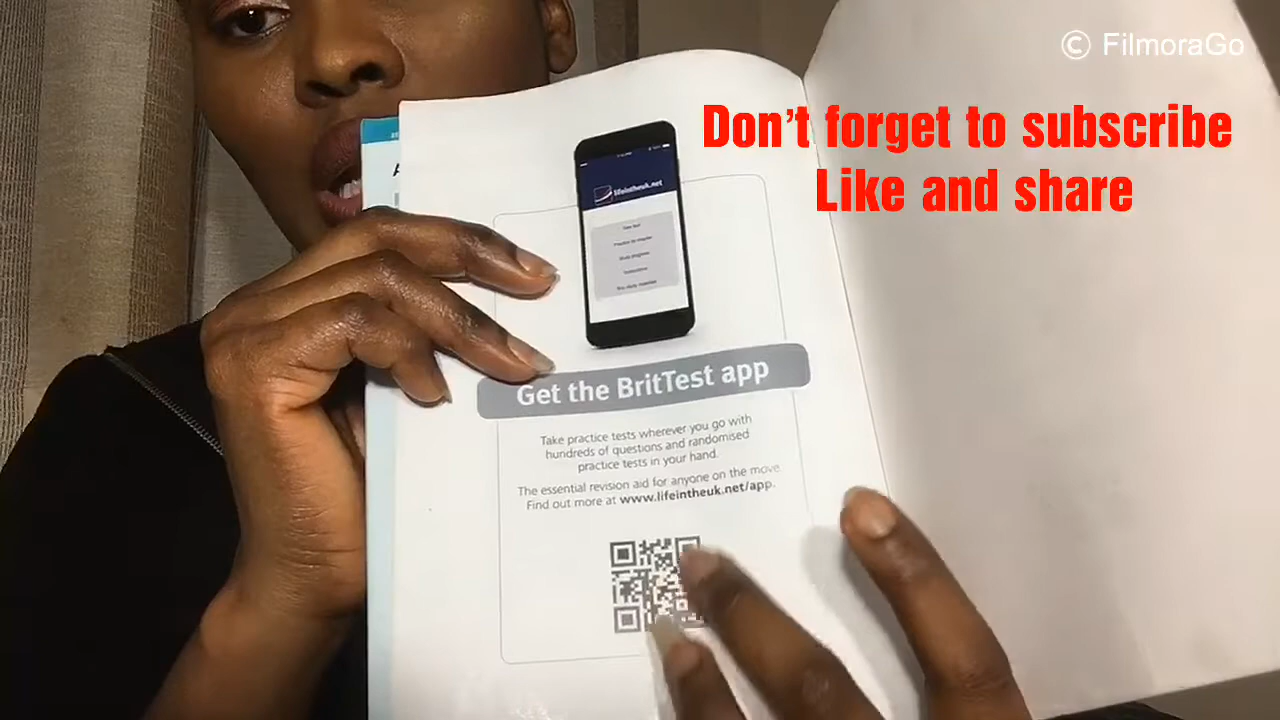 © FilmoraGo
Don't forget to subscribe
Like and share
lifeintheuk.net
Get the BritTest app
Take practice tests wherever you go with
hundreds of questions and randomised
practice tests in your hand.
The essential revision aid for anyone on the move.
Find out more at www.lifeintheuk.net/app.